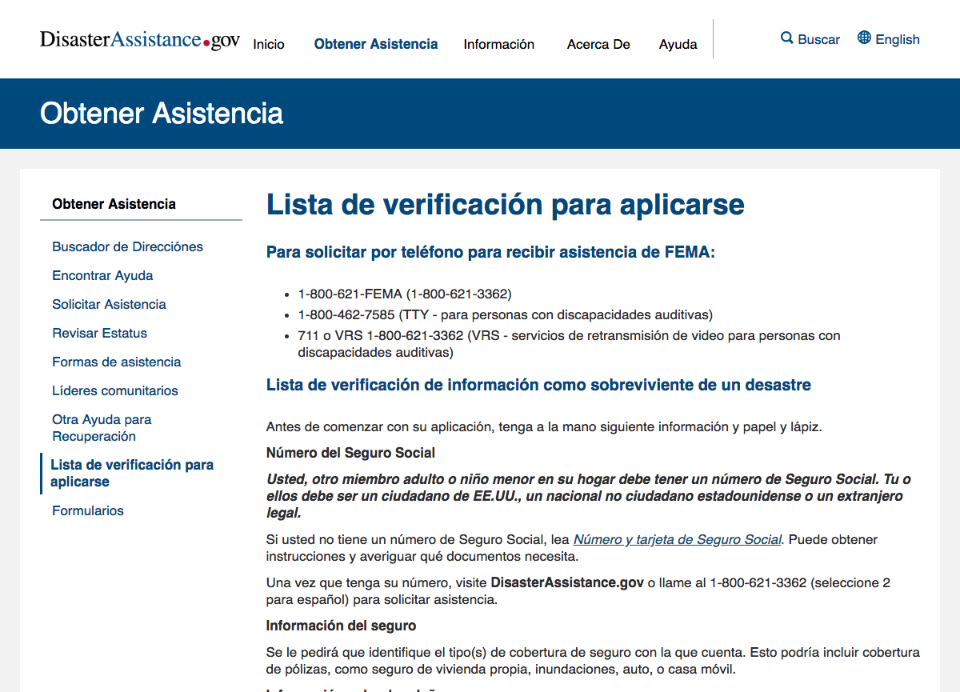 DisasterAssistance.gov
Inicio
Obtener Asistencia
Información
Acerca De
Ayuda
Buscar
English
Obtener Asistencia
Obtener Asistencia
Buscador de Direcciónes
Encontrar Ayuda
Solicitar Asistencia
Revisar Estatus
Formas de asistencia
Líderes comunitarios
Otra Ayuda para
Recuperación
Lista de verificación para
aplicarse
Formularios
Lista de verificación para aplicarse
Para solicitar por teléfono para recibir asistencia de FEMA:
• 1-800-621-FEMA (1-800-621-3362)
• 1-800-462-7585 (TTY - para personas con discapacidades auditivas)
• 711 o VRS 1-800-621-3362 (VRS - servicios de retransmisión de video para personas con
discapacidades auditivas)
Lista de verificación de información como sobreviviente de un desastre
Antes de comenzar con su aplicación, tenga a la mano siguiente información y papel y lápiz.
Número del Seguro Social
Usted, otro miembro adulto o niño menor en su hogar debe tener un número de Seguro Social. Tu o
ellos debe ser un ciudadano de EE.UU., un nacional no ciudadano estadounidense o un extranjero
legal.
Si usted no tiene un número de Seguro Social, lea Número y tarjeta de Seguro Social. Puede obtener
instrucciones y averiguar qué documentos necesita.
Una vez que tenga su número, visite DisasterAssistance.gov o llame al 1-800-621-3362 (seleccione 2
para español) para solicitar asistencia.
Información del seguro
Se le pedirá que identifique el tipo(s) de cobertura de seguro con la que cuenta. Esto podría incluir cobertura
de pólizas, como seguro de vivienda propia, inundaciones, auto, o casa móvil.